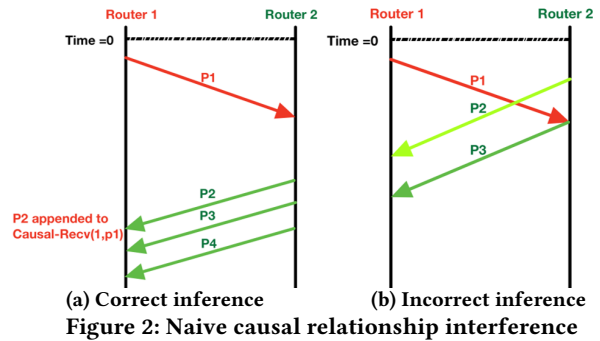 Router 1
Router 2
Time =0
P1
P2
P3
P4
P2 appended to
Causal-Recv(1,p1)
(a) Correct inference
Router 1
Router 2
Time =0
P1
P2
P3
(b) Incorrect inference
Figure 2: Naive causal relationship interference